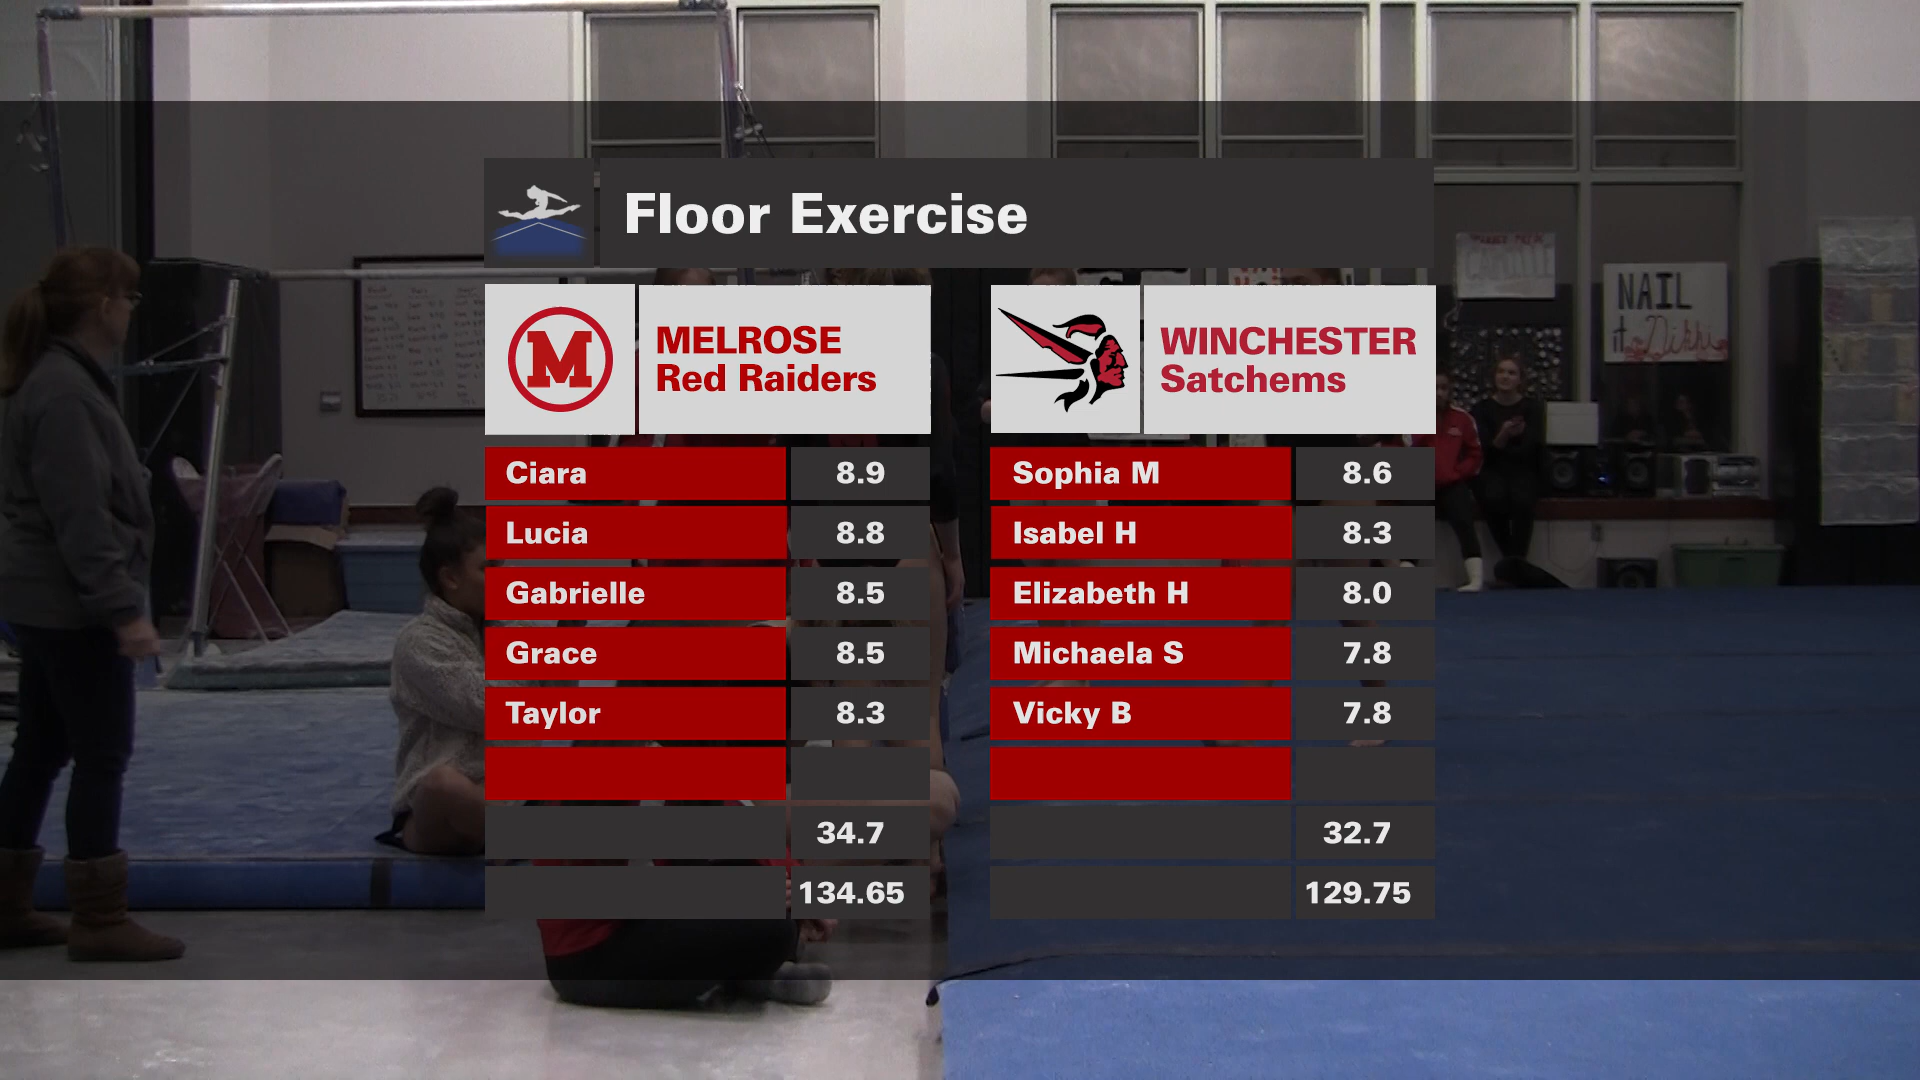 Floor Exercise
M
MELROSE
Red Raiders
WINCHESTER
Satchems
Ciara 8.9
Lucia 8.8
Gabrielle 8.5
Grace 8.5
Taylor 8.3
34.7
134.65
Sophia M 8.6
Isabel H 8.3
Elizabeth H 8.0
Michaela S 7.8
Vicky B 7.8
32.7
129.75
NAIL
it Nikki